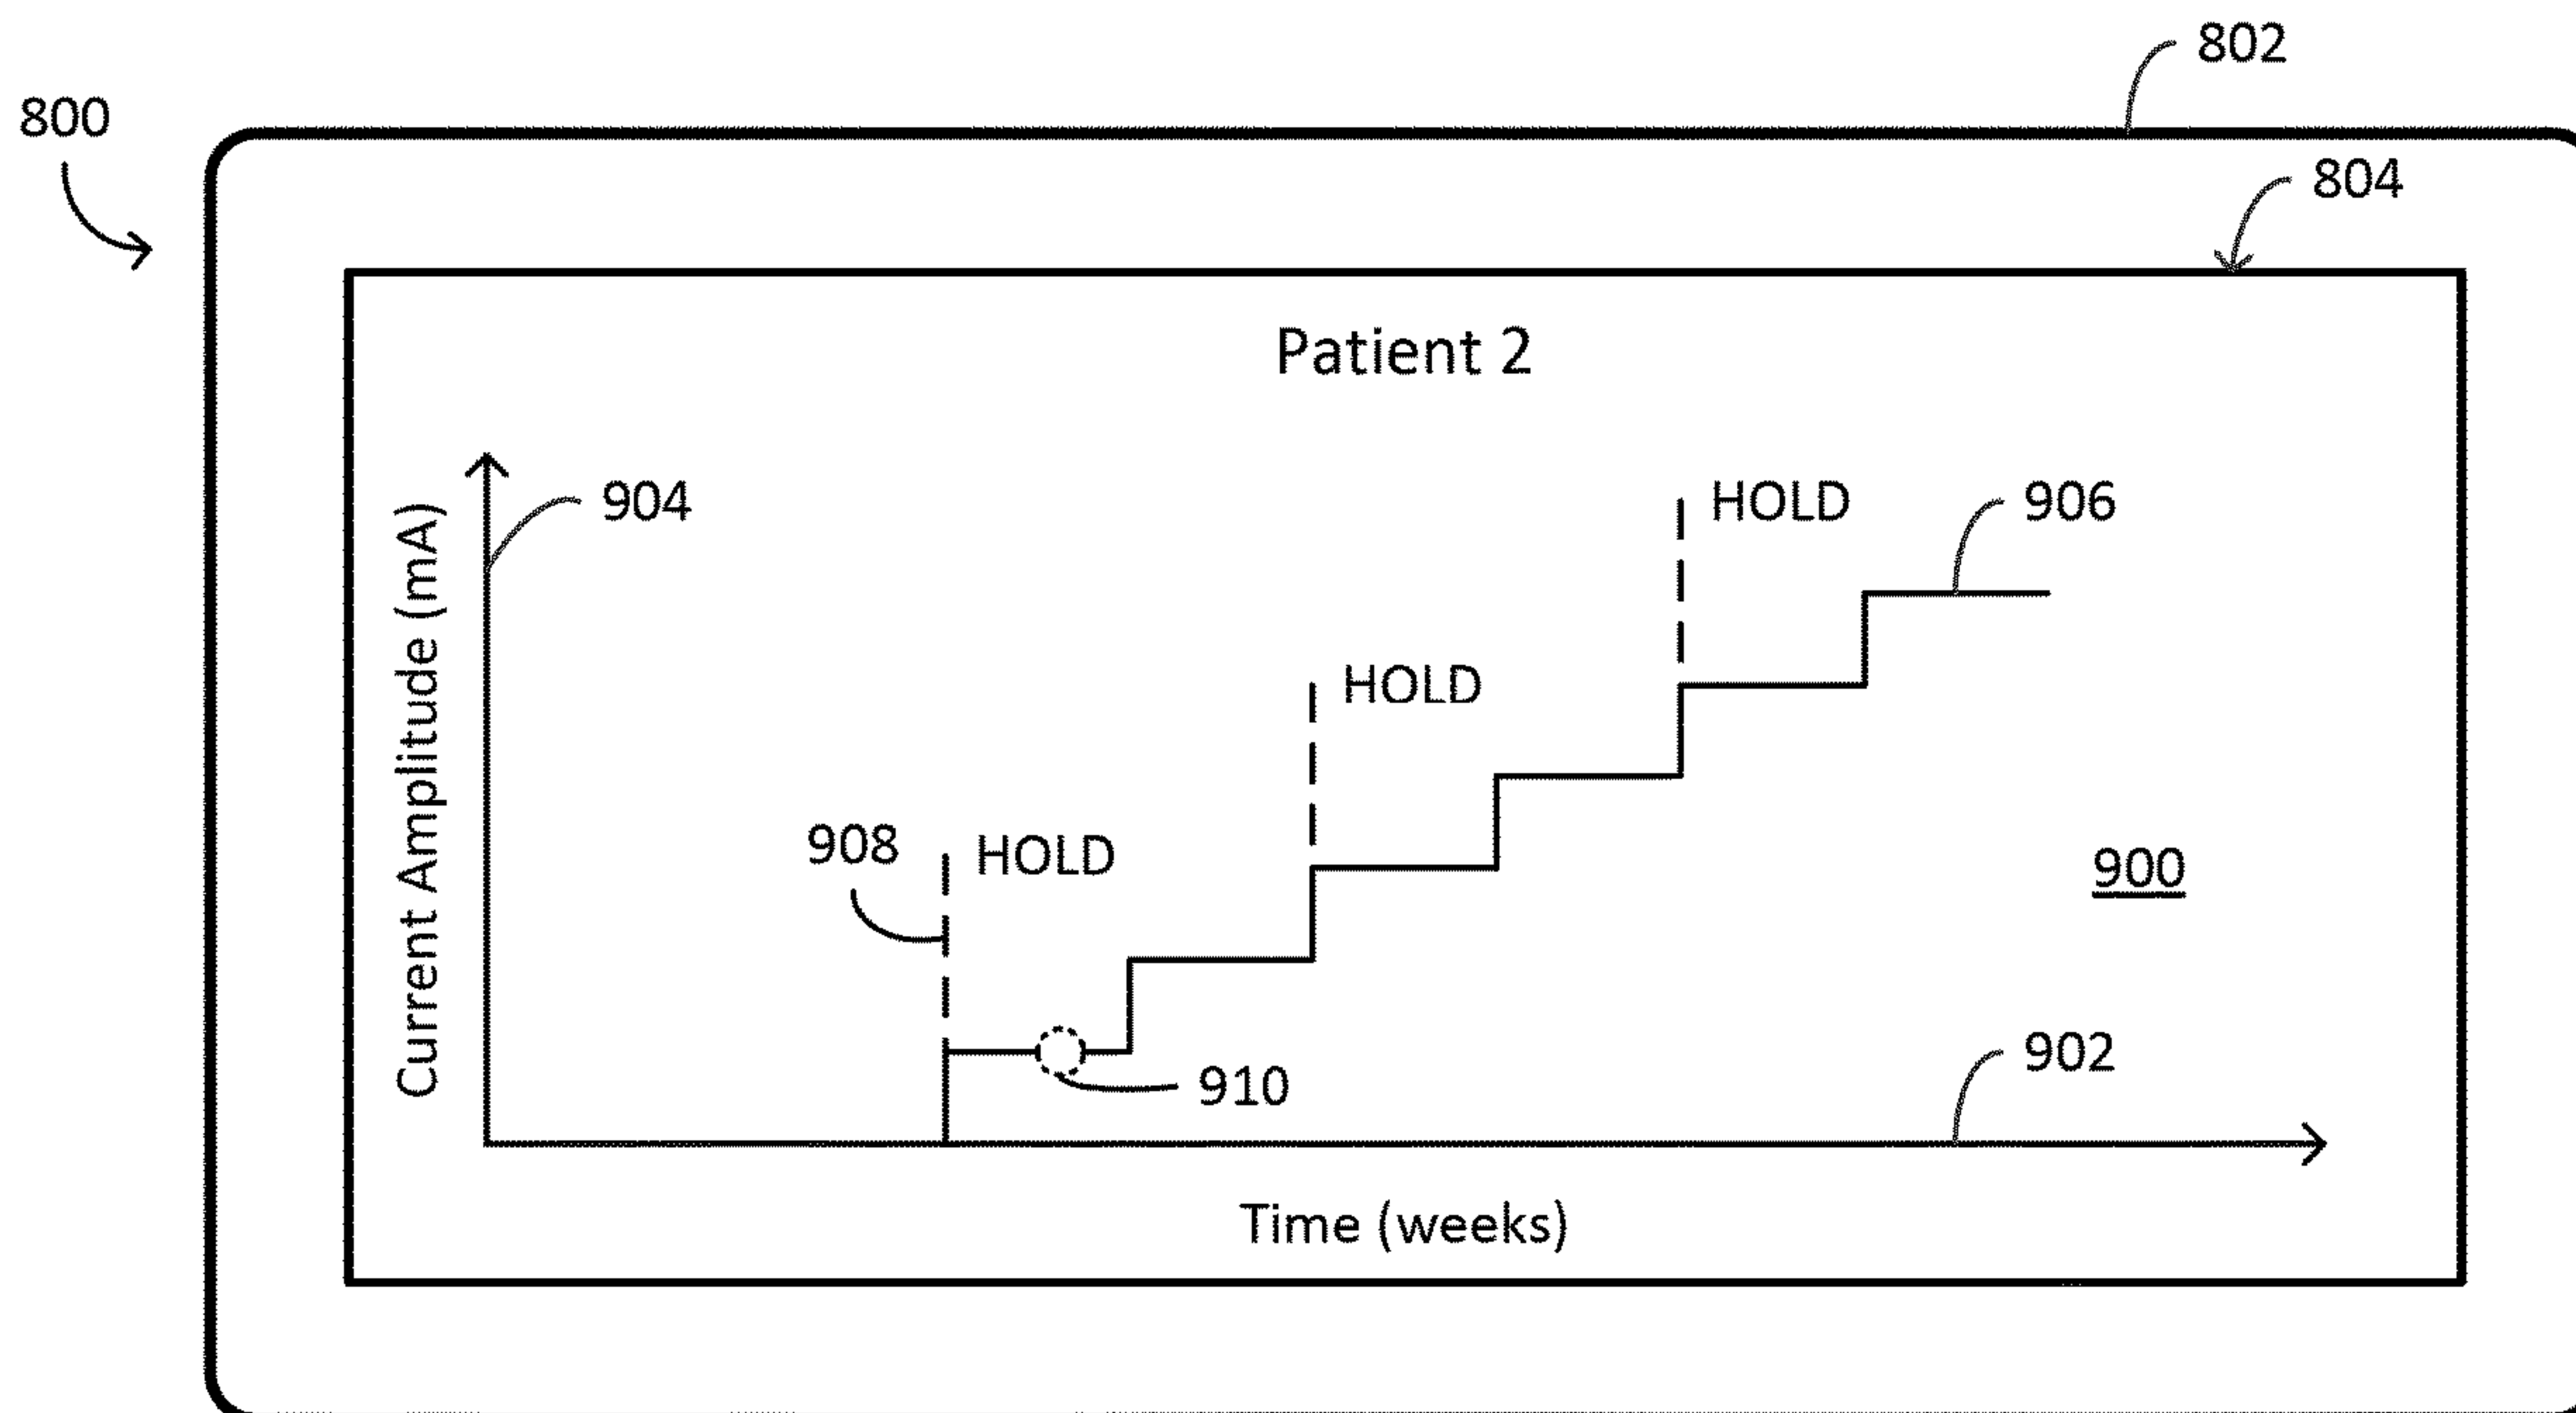 802
800
804
Patient 2
904
HOLD
906
Current Amplitude (mA)
HOLD
908
HOLD
900
910
902
Time (weeks)